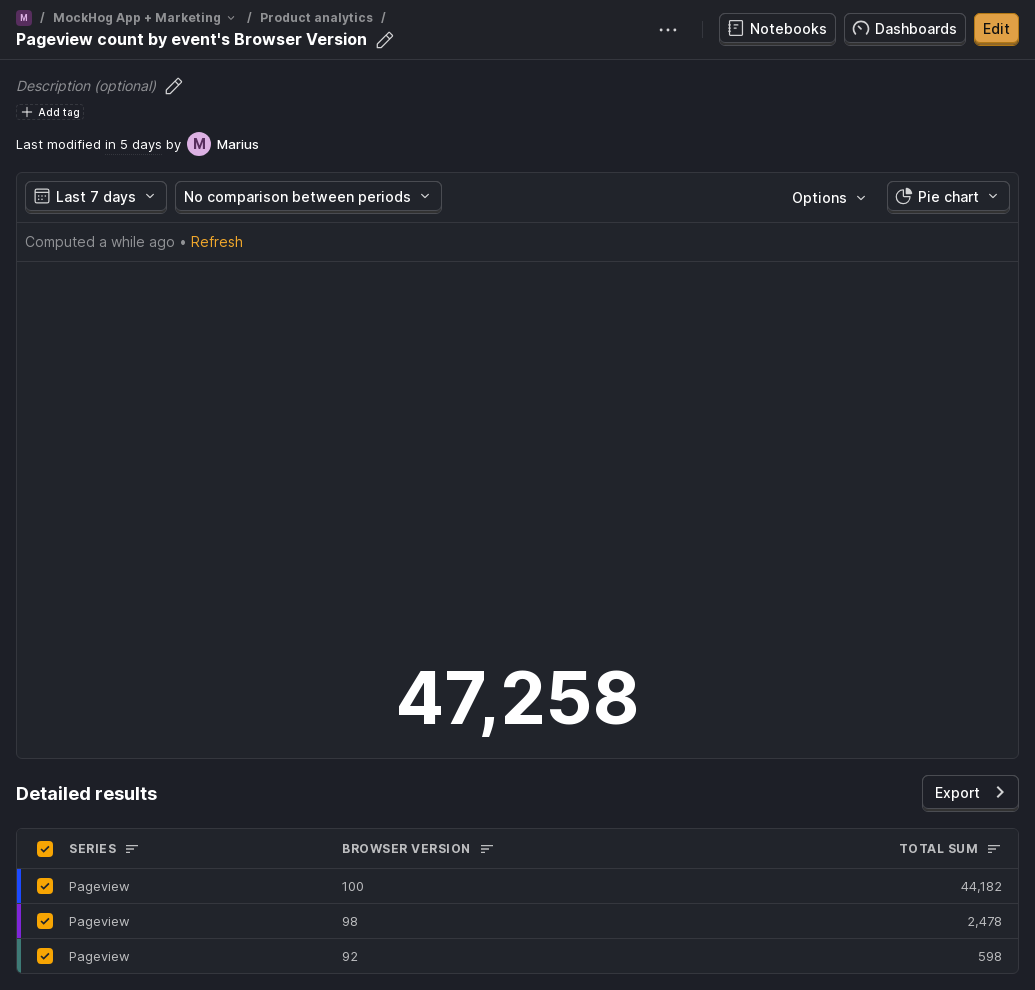 M / MockHog App + Marketing / Product analytics /
Pageview count by event's Browser Version
Notebooks
Dashboards
Edit
Description (optional)
Add tag
Last modified in 5 days by M Marius
Last 7 days
No comparison between periods
Options
Pie chart
Computed a while ago • Refresh
47,258
Detailed results
Export
SERIES BROWSER VERSION TOTAL SUM
Pageview 100 44,182
Pageview 98 2,478
Pageview 92 598